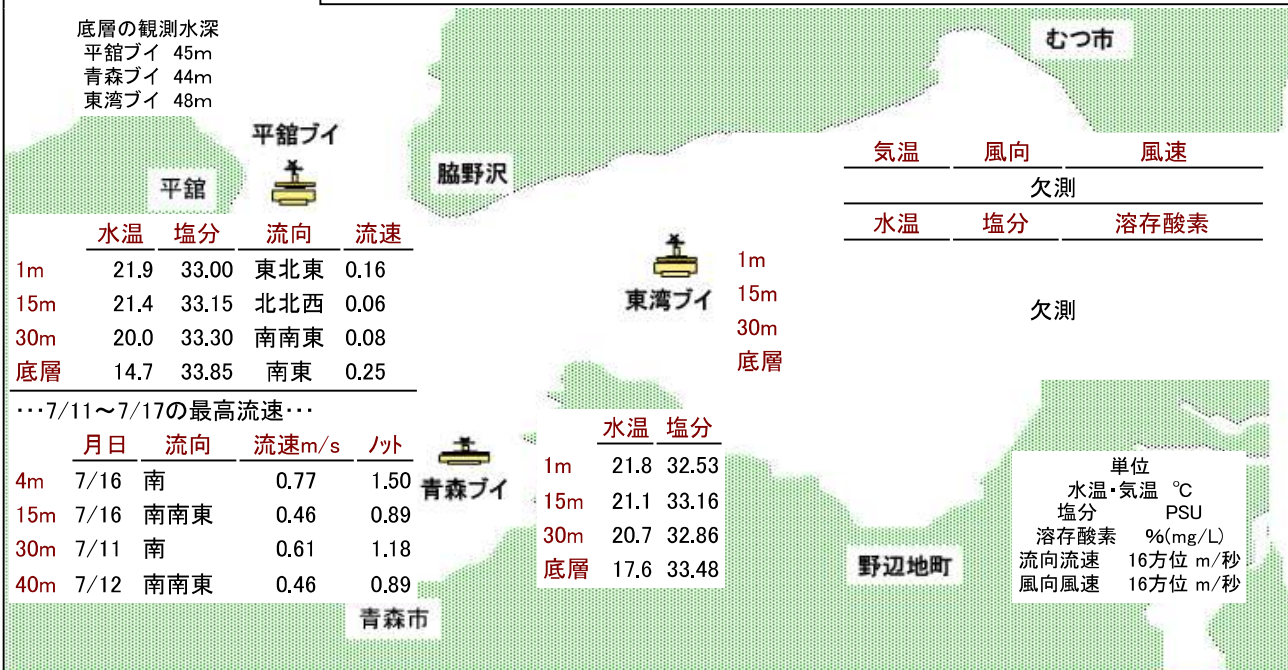 底層の観測水深
平舘ブイ 45m
青森ブイ 44m
東湾ブイ 48m
むつ市
平舘ブイ
脇野沢
平舘
気温 風向 風速
欠測
水温 塩分 溶存酸素
欠測
東湾ブイ
1m
15m
30m
底層
水温 塩分 流向 流速
1m 21.9 33.00 東北東 0.16
15m 21.4 33.15 北北西 0.06
30m 20.0 33.30 南南東 0.08
底層 14.7 33.85 南東 0.25
…7/11～7/17の最高流速…
月日 流向 流速m/s ノット
4m 7/16 南 0.77 1.50
15m 7/16 南南東 0.46 0.89
30m 7/11 南 0.61 1.18
40m 7/12 南南東 0.46 0.89
青森ブイ
水温 塩分
1m 21.8 32.53
15m 21.1 33.16
30m 20.7 32.86
底層 17.6 33.48
野辺地町
青森市
単位
水温・気温 ℃
塩分 PSU
溶存酸素 %(mg/L)
流向流速 16方位 m/秒
風向風速 16方位 m/秒